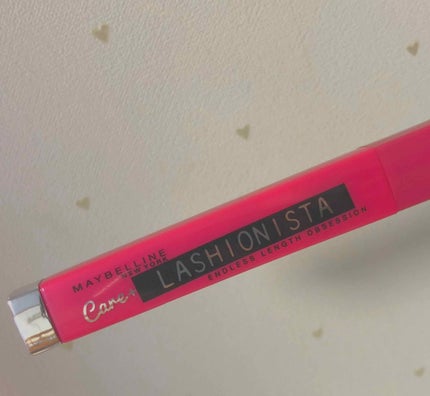 MAYBELLINE
NEW YORK
Care+
LASHIONISTA
ENDLESS LENGTH OBSESSION